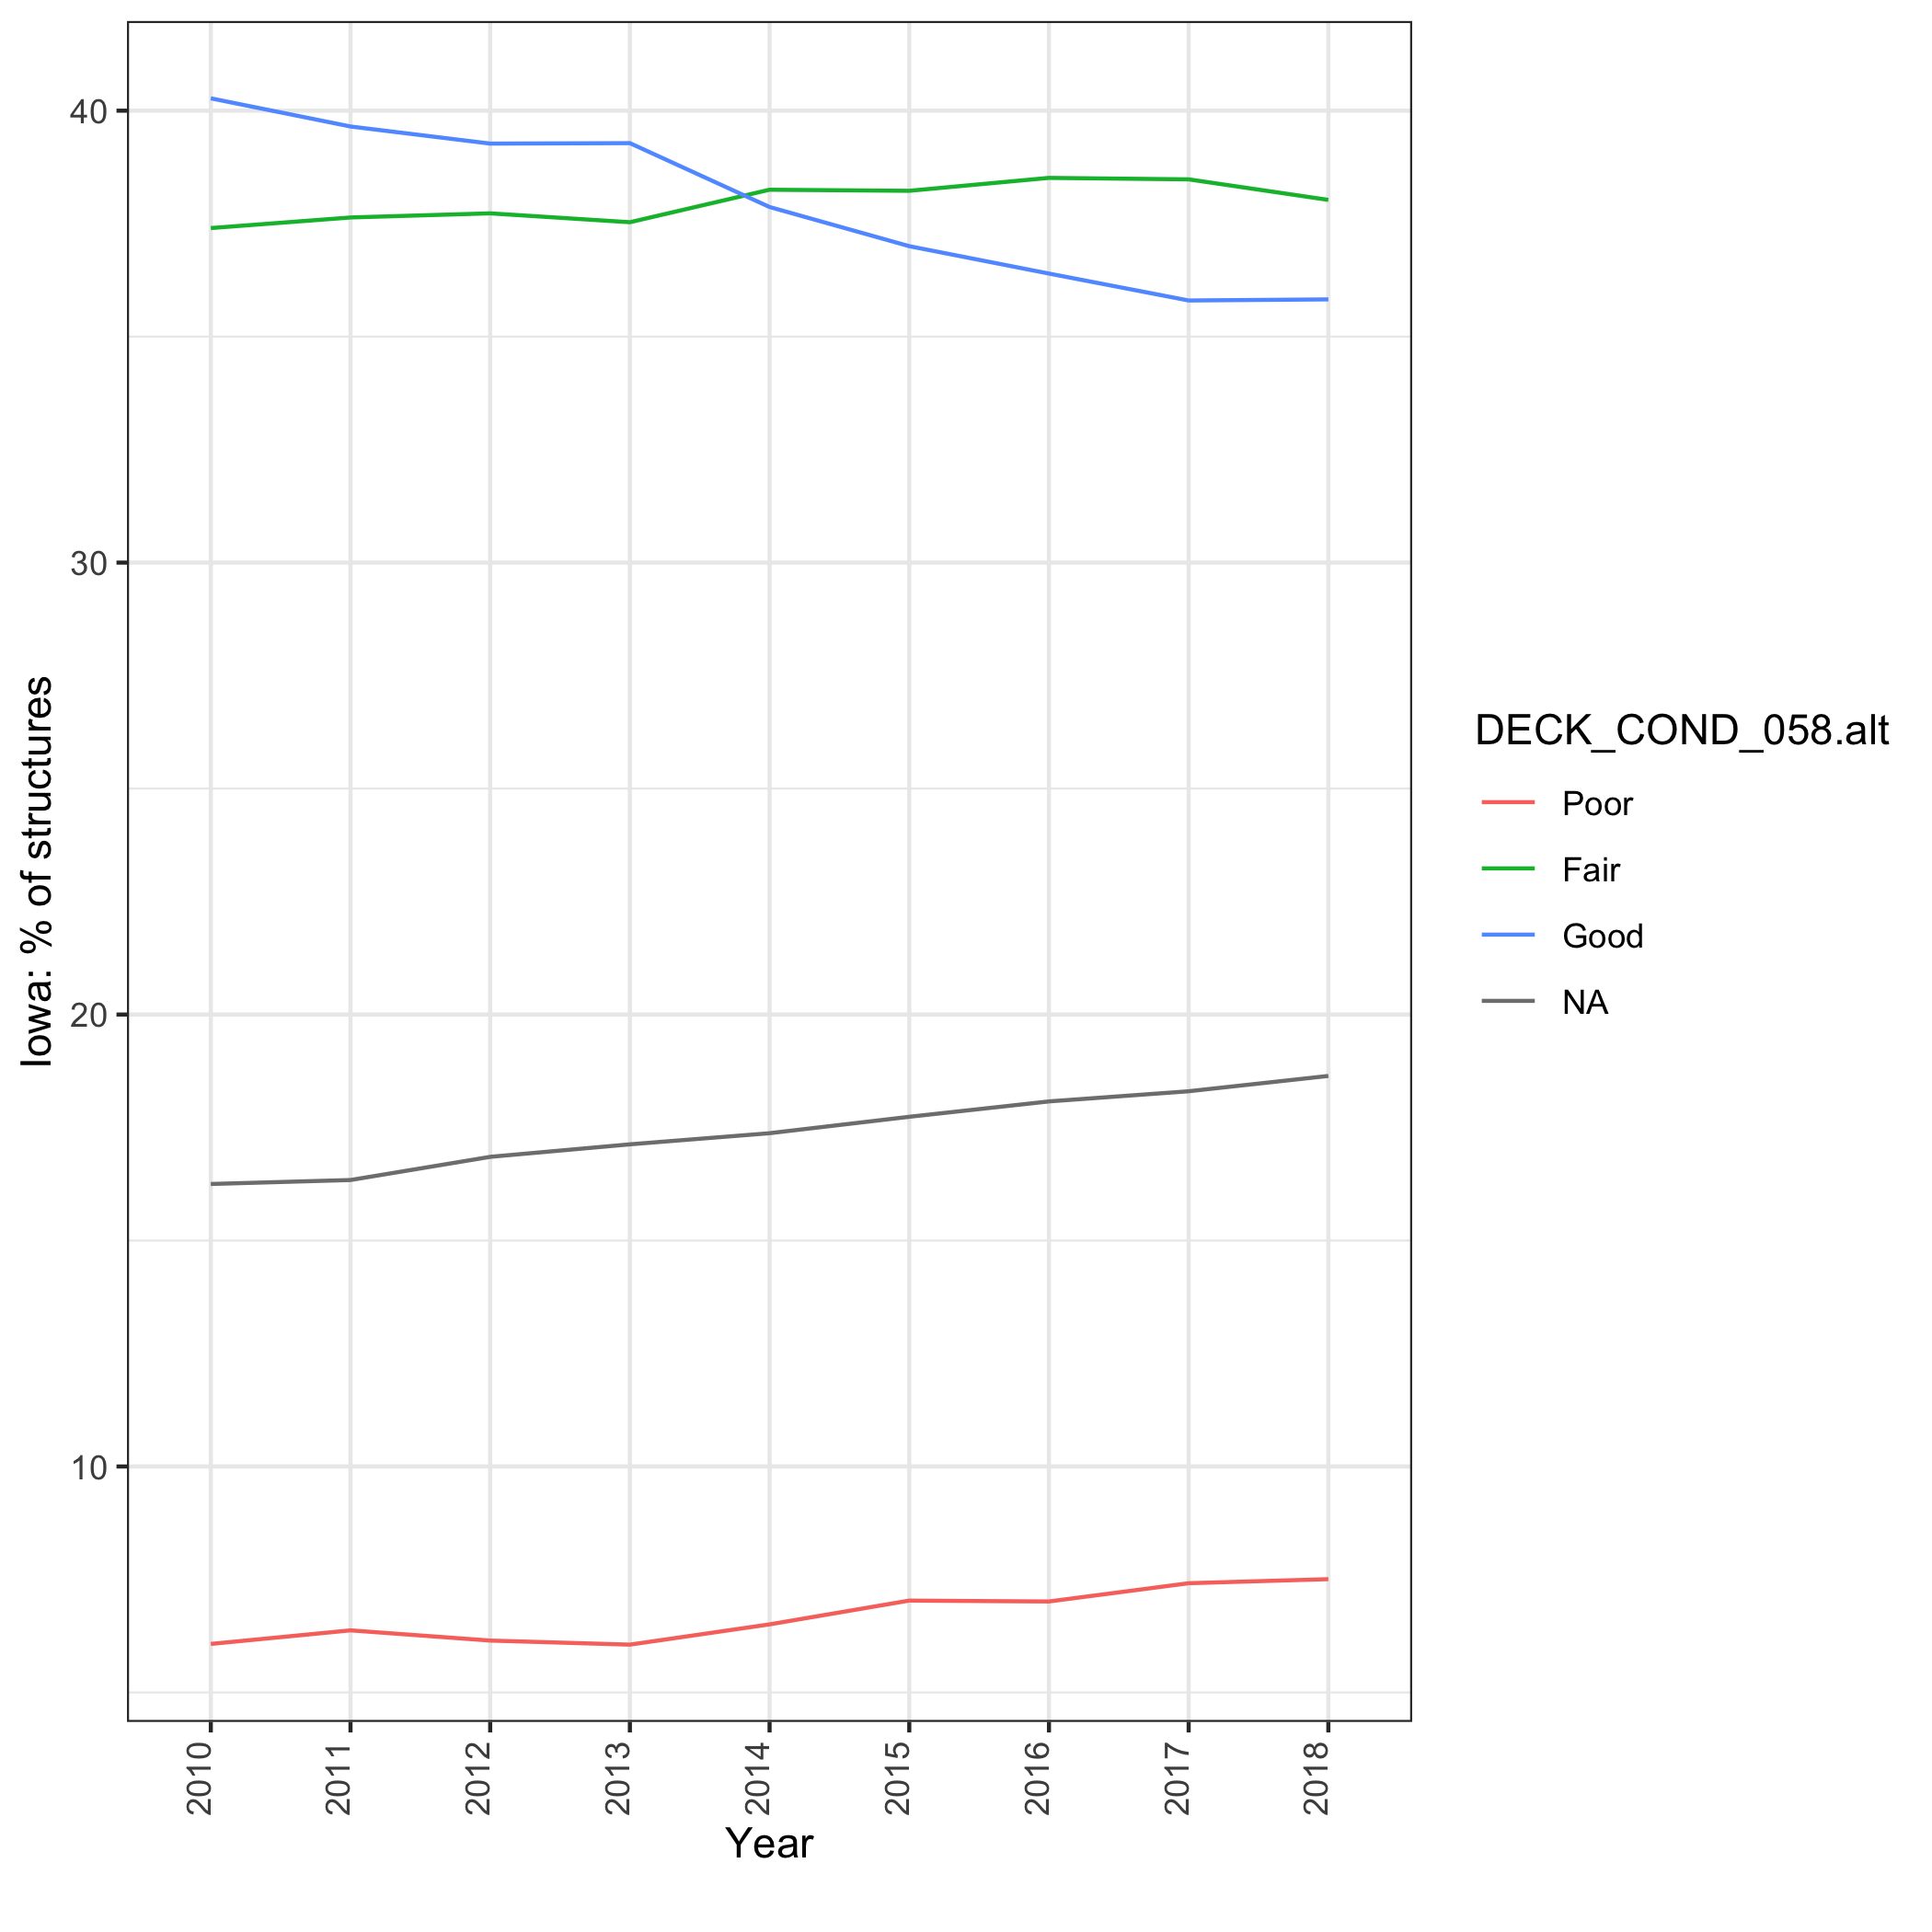 40
30
20
10
Iowa: % of structures
2010
2011
2012
2013
2014
2015
2016
2017
2018
Year
DECK_COND_058.alt
Poor
Fair
Good
NA